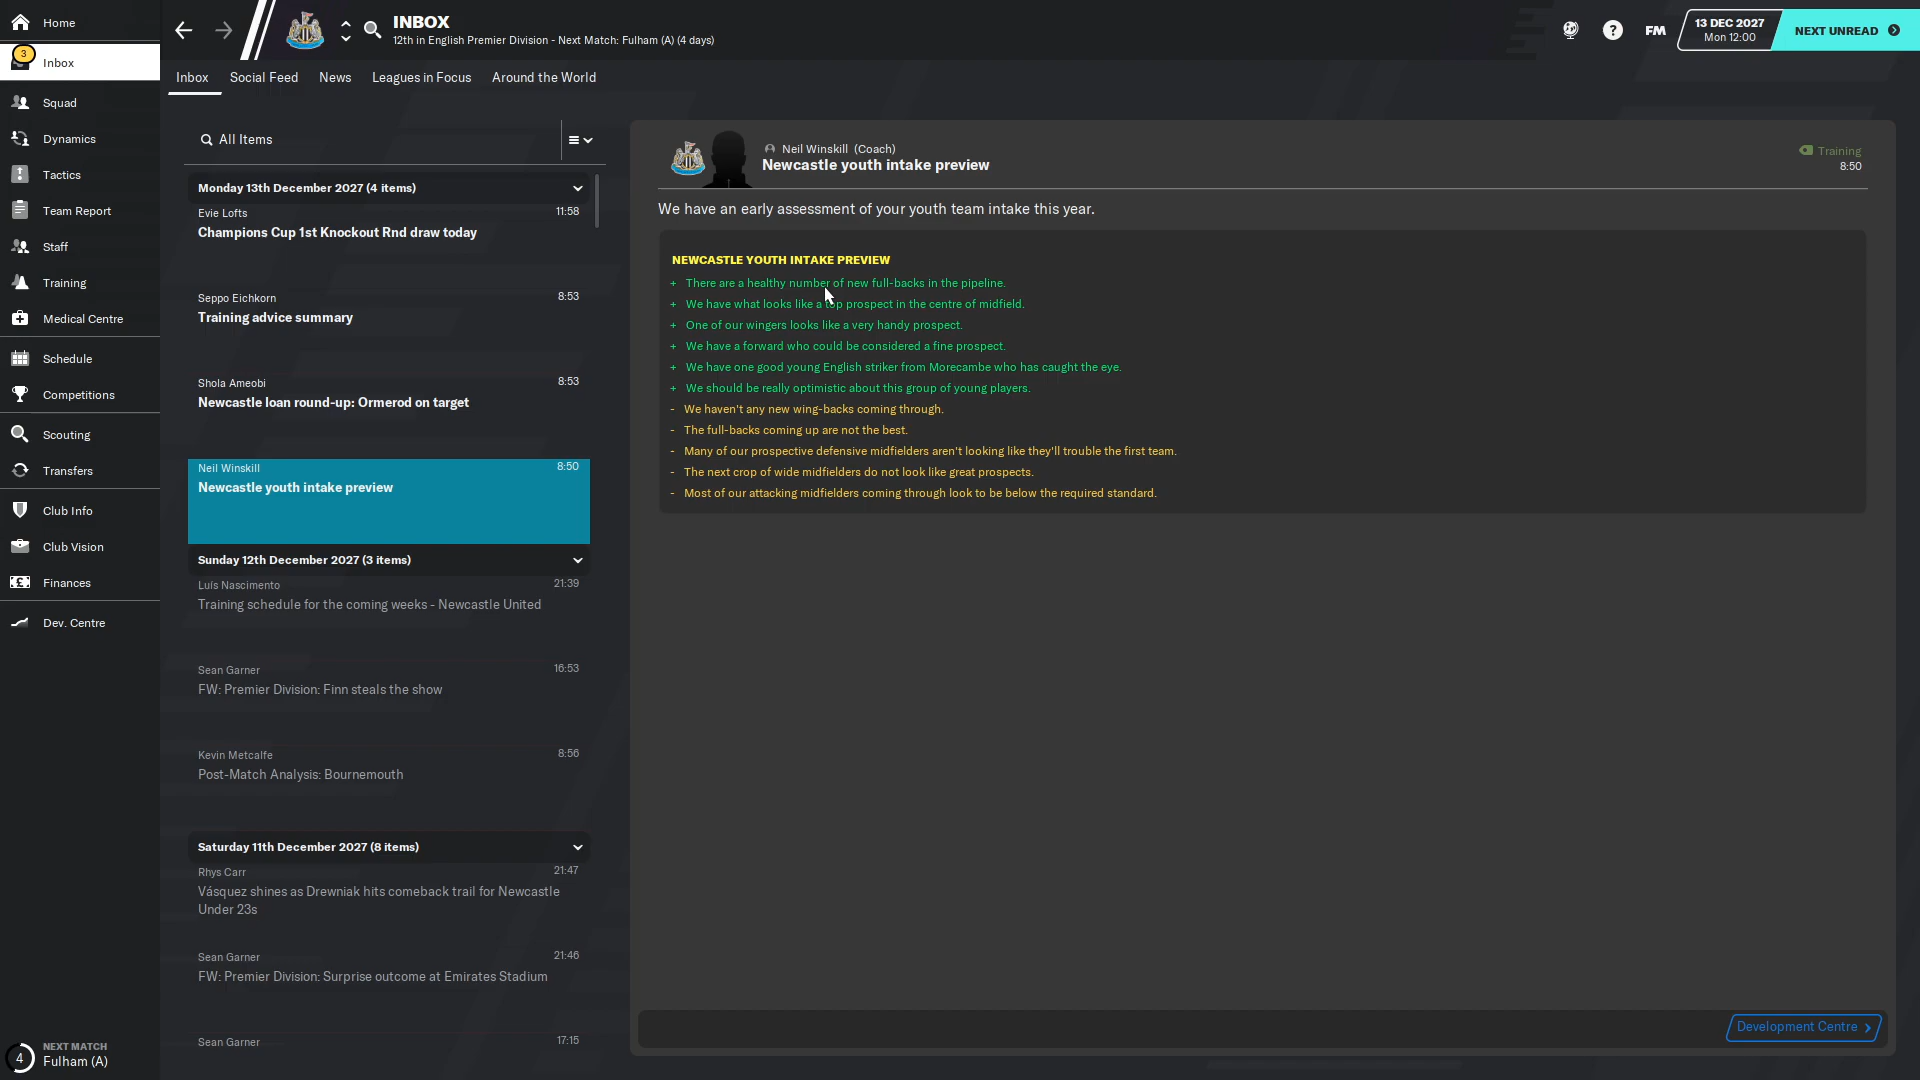 Home
3
Inbox
Squad
Dynamics
Tactics
Team Report
Staff
Training
Medical Centre
Schedule
Competitions
Scouting
Transfers
Club Info
Club Vision
Finances
Dev. Centre
4
NEXT MATCH
Fulham (A)
INBOX
12th in English Premier Division - Next Match: Fulham (A) (4 days)
?
FM
13 DEC 2027
Mon 12:00
NEXT UNREAD
Inbox Social Feed News Leagues in Focus Around the World
All Items
Monday 13th December 2027 (4 items)
Evie Lofts 11:58
Champions Cup 1st Knockout Rnd draw today
Seppo Eichkorn 8:53
Training advice summary
Shola Ameobi 8:53
Newcastle loan round-up: Ormerod on target
Neil Winskill 8:50
Newcastle youth intake preview
Sunday 12th December 2027 (3 items)
Luís Nascimento 21:39
Training schedule for the coming weeks - Newcastle United
Sean Garner 16:53
FW: Premier Division: Finn steals the show
Kevin Metcalfe 8:56
Post-Match Analysis: Bournemouth
Saturday 11th December 2027 (8 items)
Rhys Carr 21:47
Vásquez shines as Drewniak hits comeback trail for Newcastle
Under 23s
Sean Garner 21:46
FW: Premier Division: Surprise outcome at Emirates Stadium
Sean Garner 17:15
Neil Winskill (Coach)
Newcastle youth intake preview
Training
8:50
We have an early assessment of your youth team intake this year.
NEWCASTLE YOUTH INTAKE PREVIEW
+ There are a healthy number of new full-backs in the pipeline.
+ We have what looks like a top prospect in the centre of midfield.
+ One of our wingers looks like a very handy prospect.
+ We have a forward who could be considered a fine prospect.
+ We have one good young English striker from Morecambe who has caught the eye.
+ We should be really optimistic about this group of young players.
- We haven't any new wing-backs coming through.
- The full-backs coming up are not the best.
- Many of our prospective defensive midfielders aren't looking like they'll trouble the first team.
- The next crop of wide midfielders do not look like great prospects.
- Most of our attacking midfielders coming through look to be below the required standard.
Development Centre